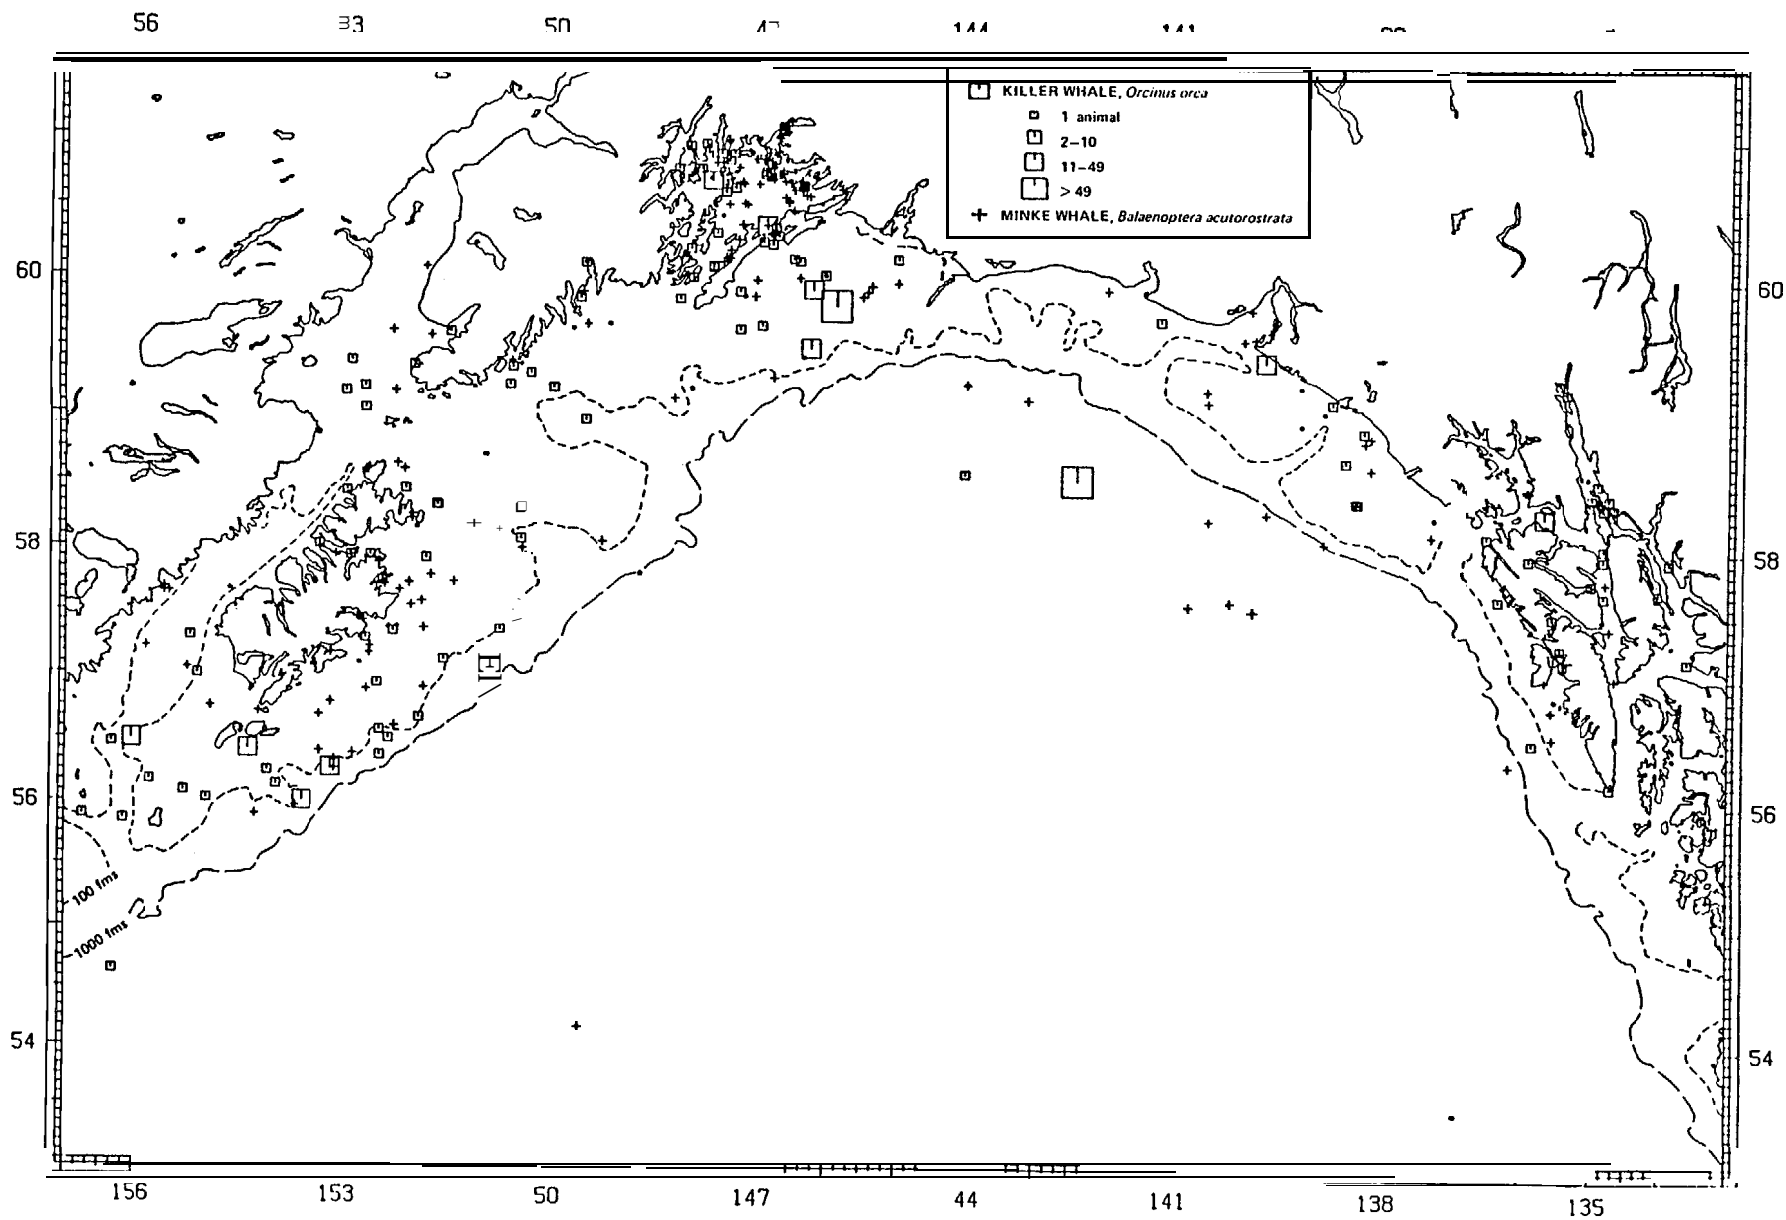 56 50 144 141
KILLER WHALE, Orcinus orca
1 animal
2-10
11-49
> 49
MINKE WHALE, Balaenoptera acutorostrata
60 60
58 58
56 56
100 fms
1000 fms
54 54
156 153 50 147 44 141 138 135